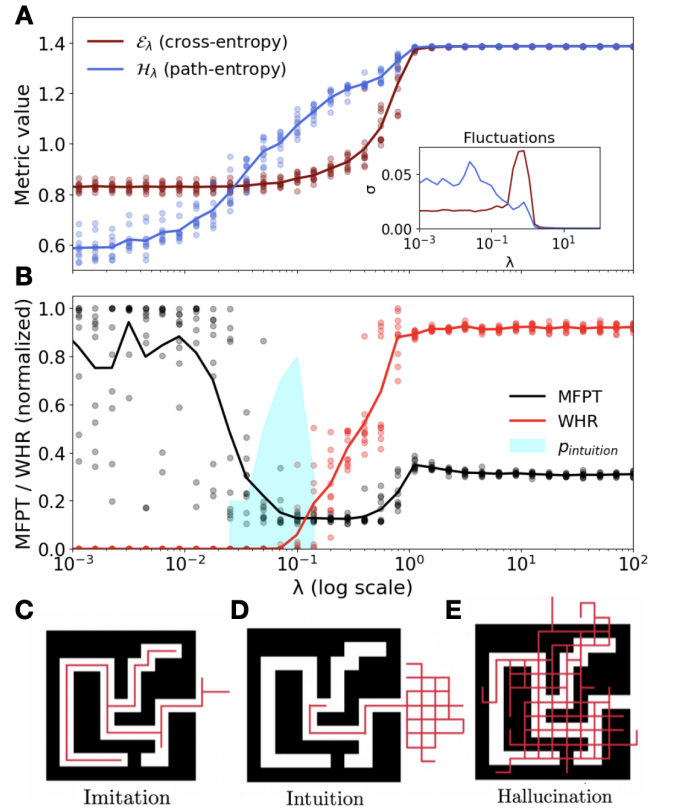 A
1.4
1.2
1.0
0.8
0.6
Metric value
ℰλ (cross-entropy)
ℋλ (path-entropy)
Fluctuations
0.05
0.00
σ
10⁻³ 10⁻¹ 10¹
λ
B
1.0
0.8
0.6
0.4
0.2
0.0
MFPT / WHR (normalized)
MFPT
WHR
p_intuition
10⁻³ 10⁻² 10⁻¹ 10⁰ 10¹ 10²
λ (log scale)
C D E
Imitation Intuition Hallucination